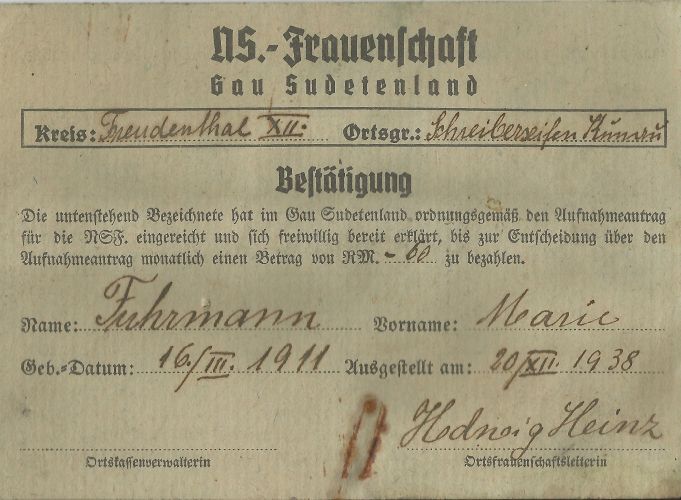 NS.-Frauenschaft
Gau Sudetenland
Kreis: Freudenthal XII. Ortsgr.: Schreiberseifen Kunau
Bestätigung
Die untenstehend Bezeichnete hat im Gau Sudetenland ordnungsgemäß den Aufnahmeantrag
für die NSF. eingereicht und sich freiwillig bereit erklärt, bis zur Entscheidung über den
Aufnahmeantrag monatlich einen Betrag von RM. -60 zu bezahlen.
Name: Fuhrmann Vorname: Marie
Geb.-Datum: 16./III. 1911 Ausgestellt am: 20/XII. 1938
Hedwig Heinz
Ortskassenverwalterin Ortsfrauenschaftsleiterin